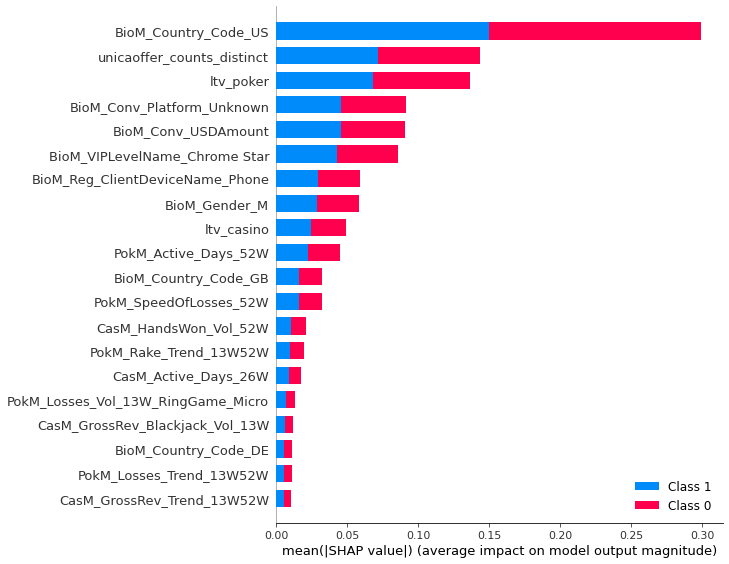 BioM_Country_Code_US
unicaoffer_counts_distinct
ltv_poker
BioM_Conv_Platform_Unknown
BioM_Conv_USDAmount
BioM_VIPLevelName_Chrome Star
BioM_Reg_ClientDeviceName_Phone
BioM_Gender_M
ltv_casino
PokM_Active_Days_52W
BioM_Country_Code_GB
PokM_SpeedOfLosses_52W
CasM_HandsWon_Vol_52W
PokM_Rake_Trend_13W52W
CasM_Active_Days_26W
PokM_Losses_Vol_13W_RingGame_Micro
CasM_GrossRev_Blackjack_Vol_13W
BioM_Country_Code_DE
PokM_Losses_Trend_13W52W
CasM_GrossRev_Trend_13W52W
Class 1
Class 0
0.00 0.05 0.10 0.15 0.20 0.25 0.30
mean(|SHAP value|) (average impact on model output magnitude)